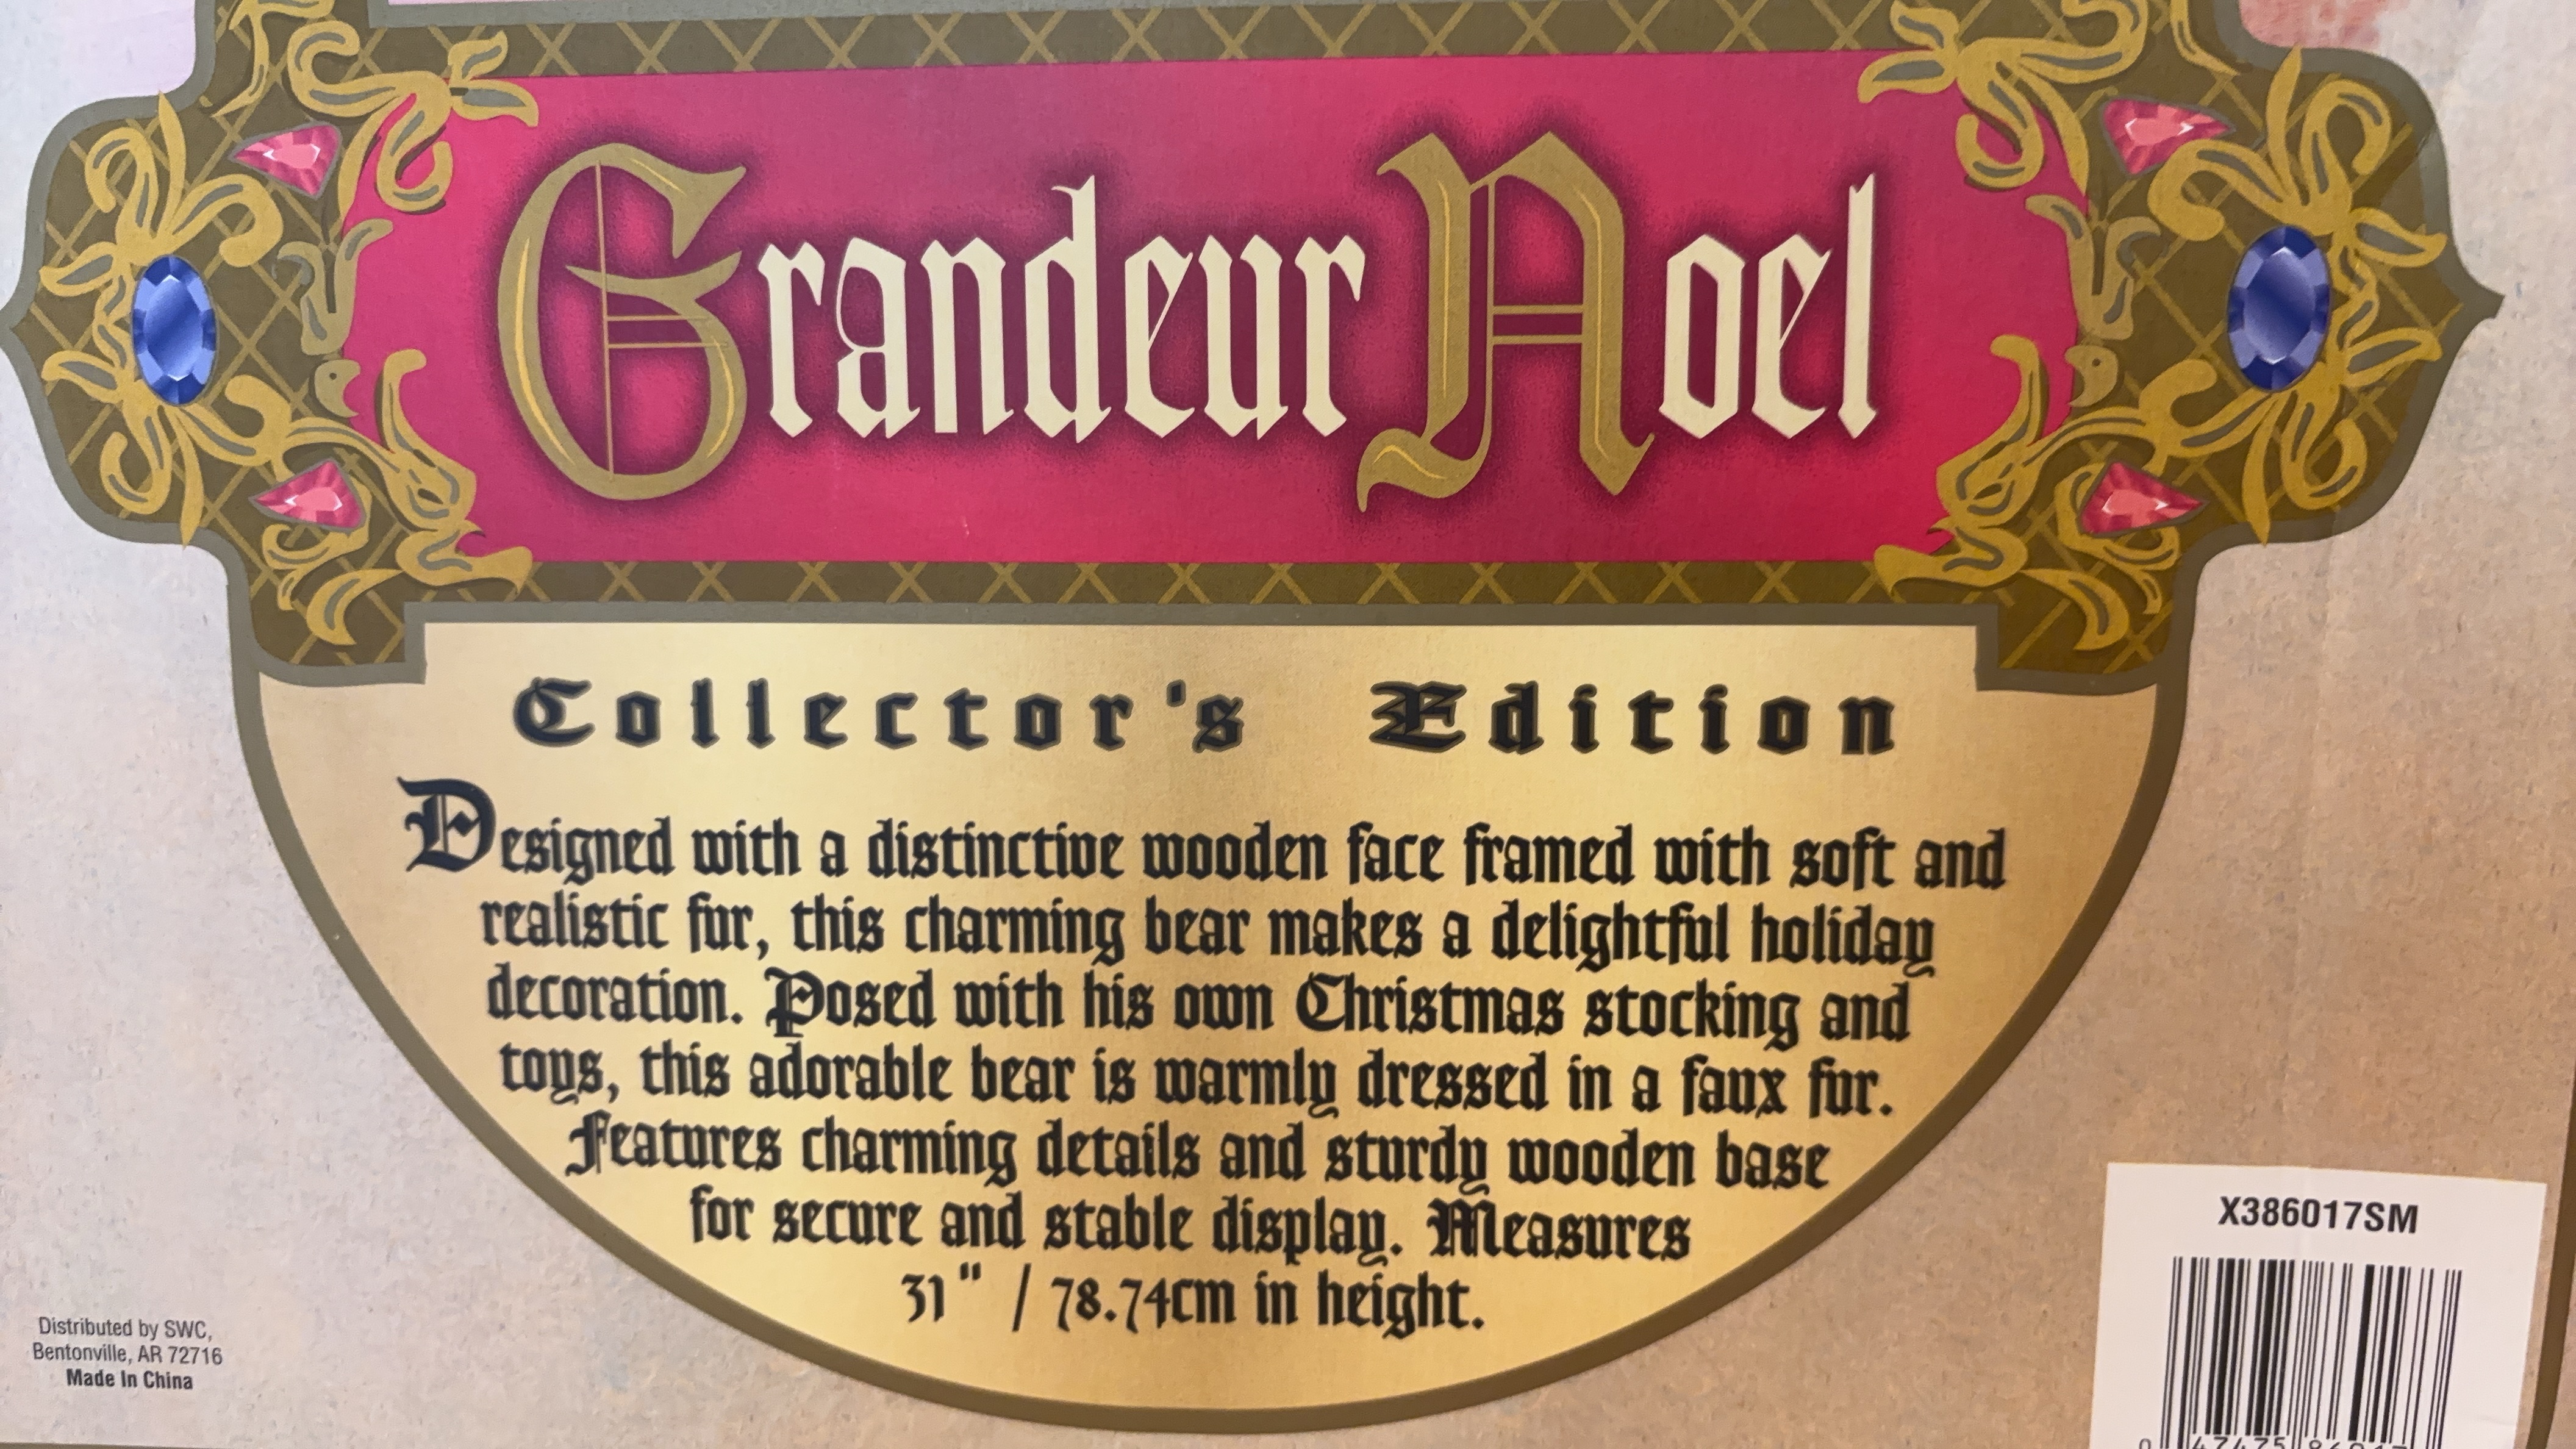 Grandeur Noel
Collector's Edition
Designed with a distinctive wooden face framed with soft and
realistic fur, this charming bear makes a delightful holiday
decoration. Posed with his own Christmas stocking and
toys, this adorable bear is warmly dressed in a faux fur.
Features charming details and sturdy wooden base
for secure and stable display. Measures
31" / 78.74cm in height.
Distributed by SWC,
Bentonville, AR 72716
Made In China
X386017SM